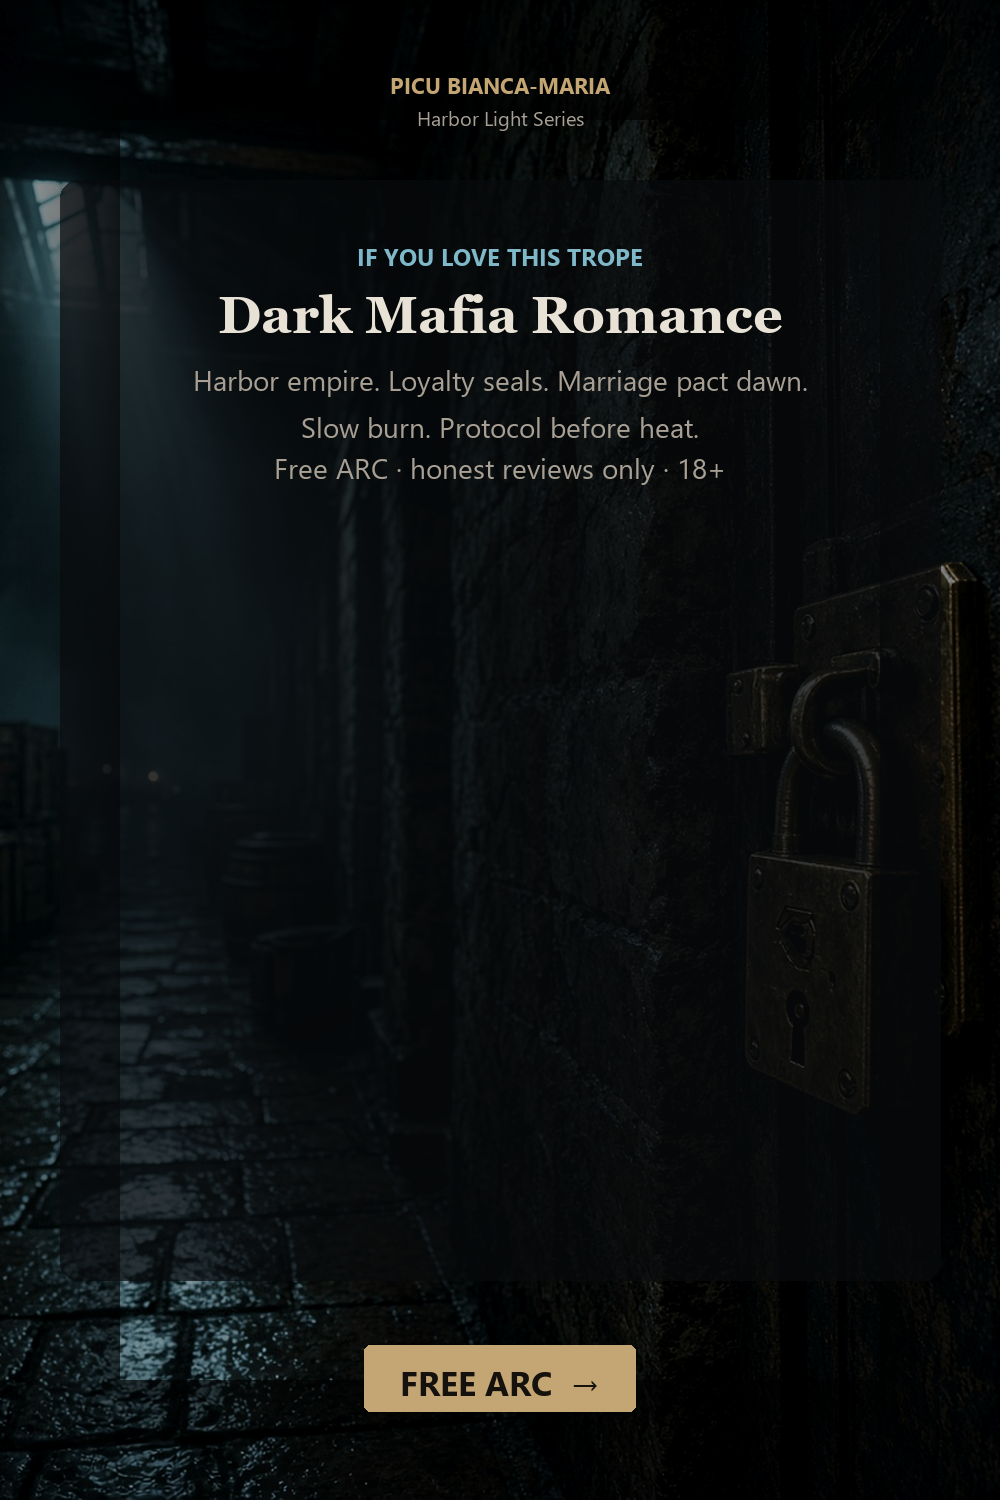 PICU BIANCA-MARIA
Harbor Light Series
IF YOU LOVE THIS TROPE
Dark Mafia Romance
Harbor empire. Loyalty seals. Marriage pact dawn.
Slow burn. Protocol before heat.
Free ARC · honest reviews only · 18+
FREE ARC →